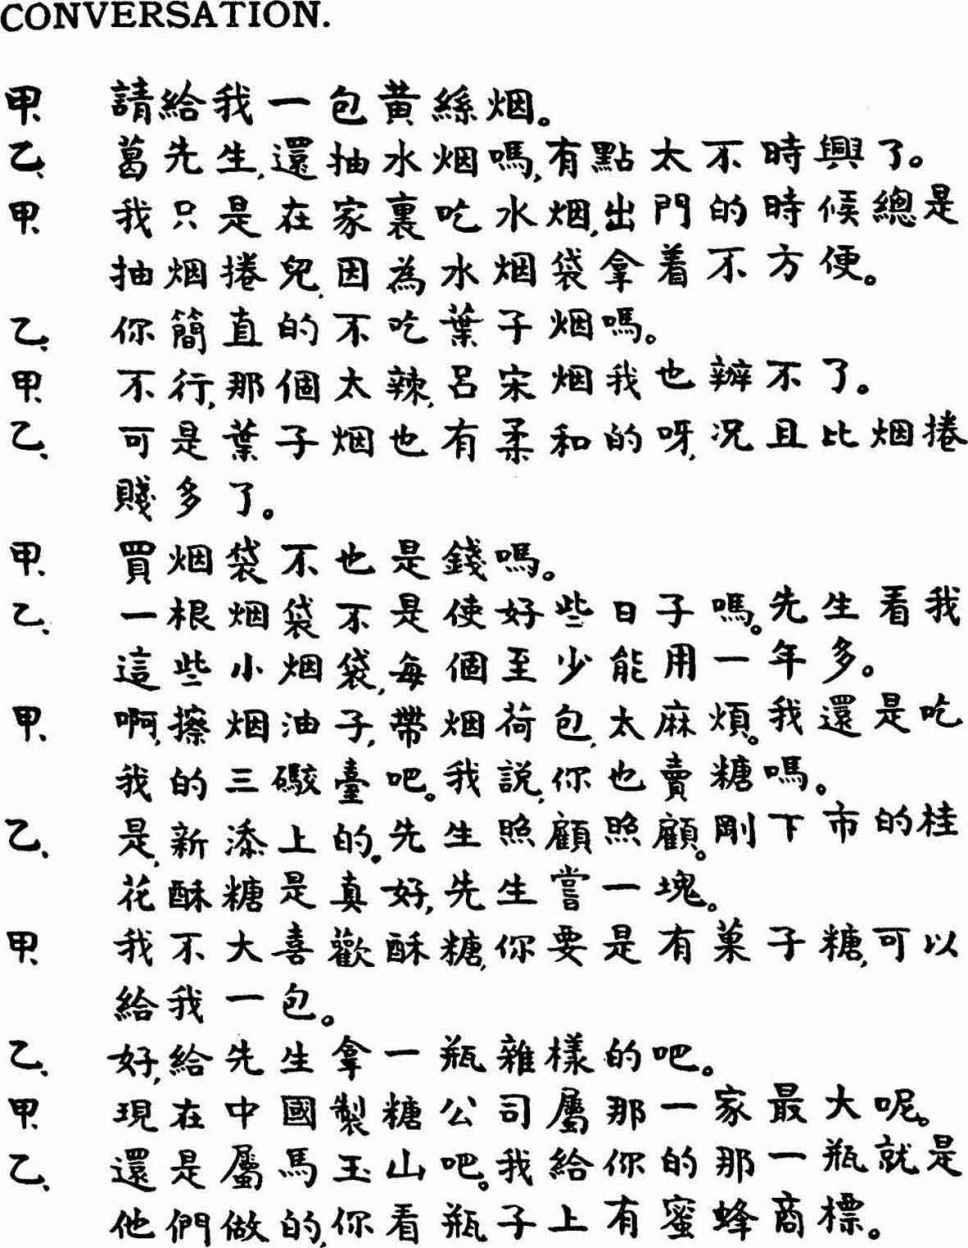 CONVERSATION.
甲、 請給我一包黄絲烟。
乙、 葛先生,還抽水烟嗎,有點太不時興了。
甲、 我只是在家裏吃水烟,出門的時候總是
抽烟捲兒,因為水烟袋拿着不方便。
乙、 你簡直的不吃葉子烟嗎。
甲、 不行,那個太辣,呂宋烟我也辦不了。
乙、 可是葉子烟也有柔和的呀,况且比烟捲
賤多了。
甲、 買烟袋不也是錢嗎。
乙、 一根烟袋不是使好些日子嗎。先生看我
這些小烟袋,每個至少能用一年多。
甲、 啊,擦烟油子,帶烟荷包,太麻煩。我還是吃
我的三礮臺吧。我説,你也賣糖嗎。
乙、 是,新添上的。先生照顧照顧。剛下市的桂
花酥糖是真好,先生嘗一塊。
甲、 我不大喜歡酥糖,你要是有菓子糖,可以
給我一包。
乙、 好,給先生拿一瓶雜樣的吧。
甲、 現在中國製糖公司屬那一家最大呢。
乙、 還是屬馬玉山吧。我給你的那一瓶就是
他們做的,你看瓶子上有蜜蜂商標。